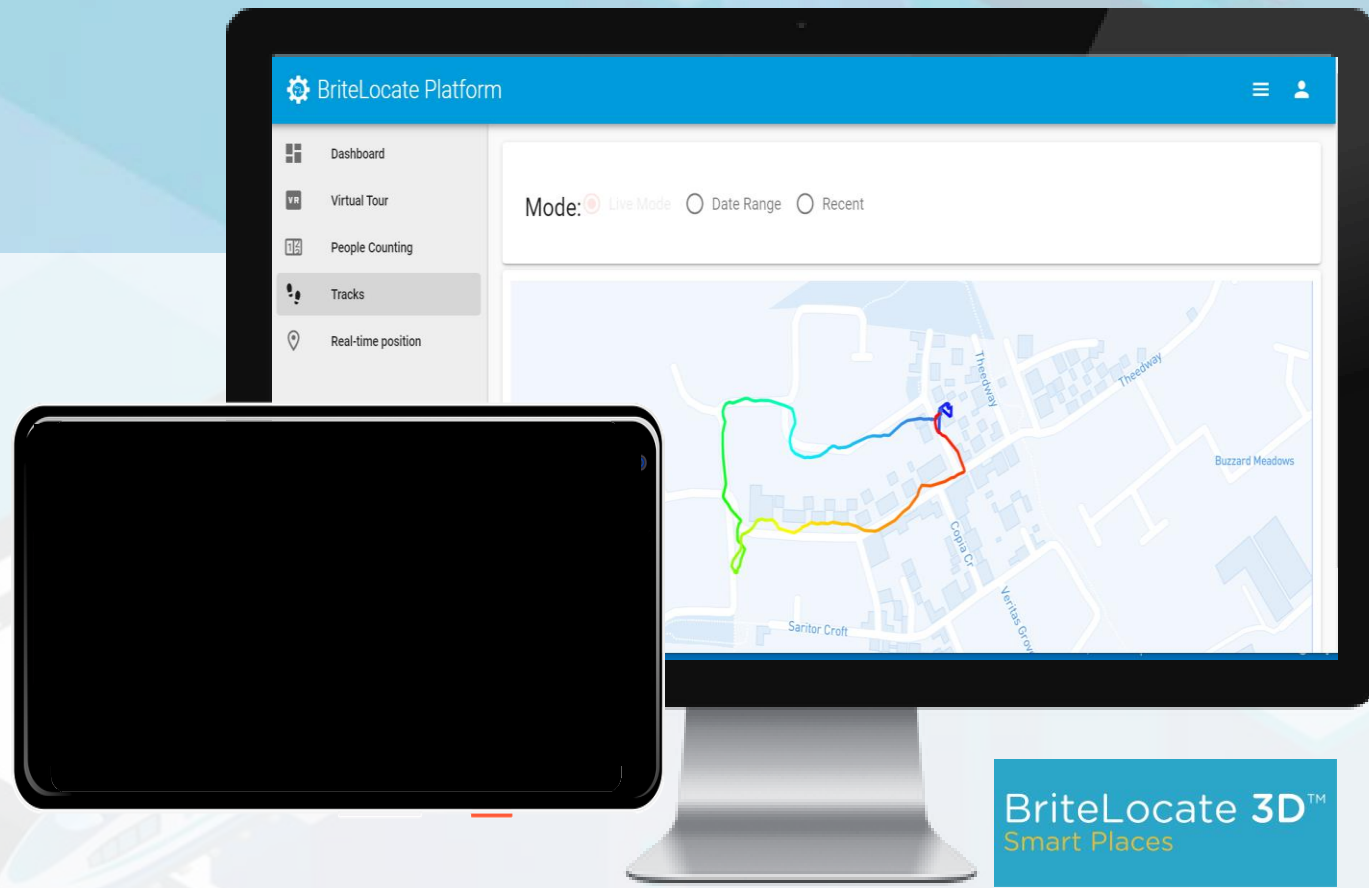 BriteLocate Platform
Dashboard
VR
Virtual Tour
People Counting
Tracks
Real-time position
Mode: Live Mode Date Range Recent
Theedway
Theedway
Buzzard Meadows
Copia Cr
Veritas Grove
Saritor Croft
BriteLocate 3D™
Smart Places